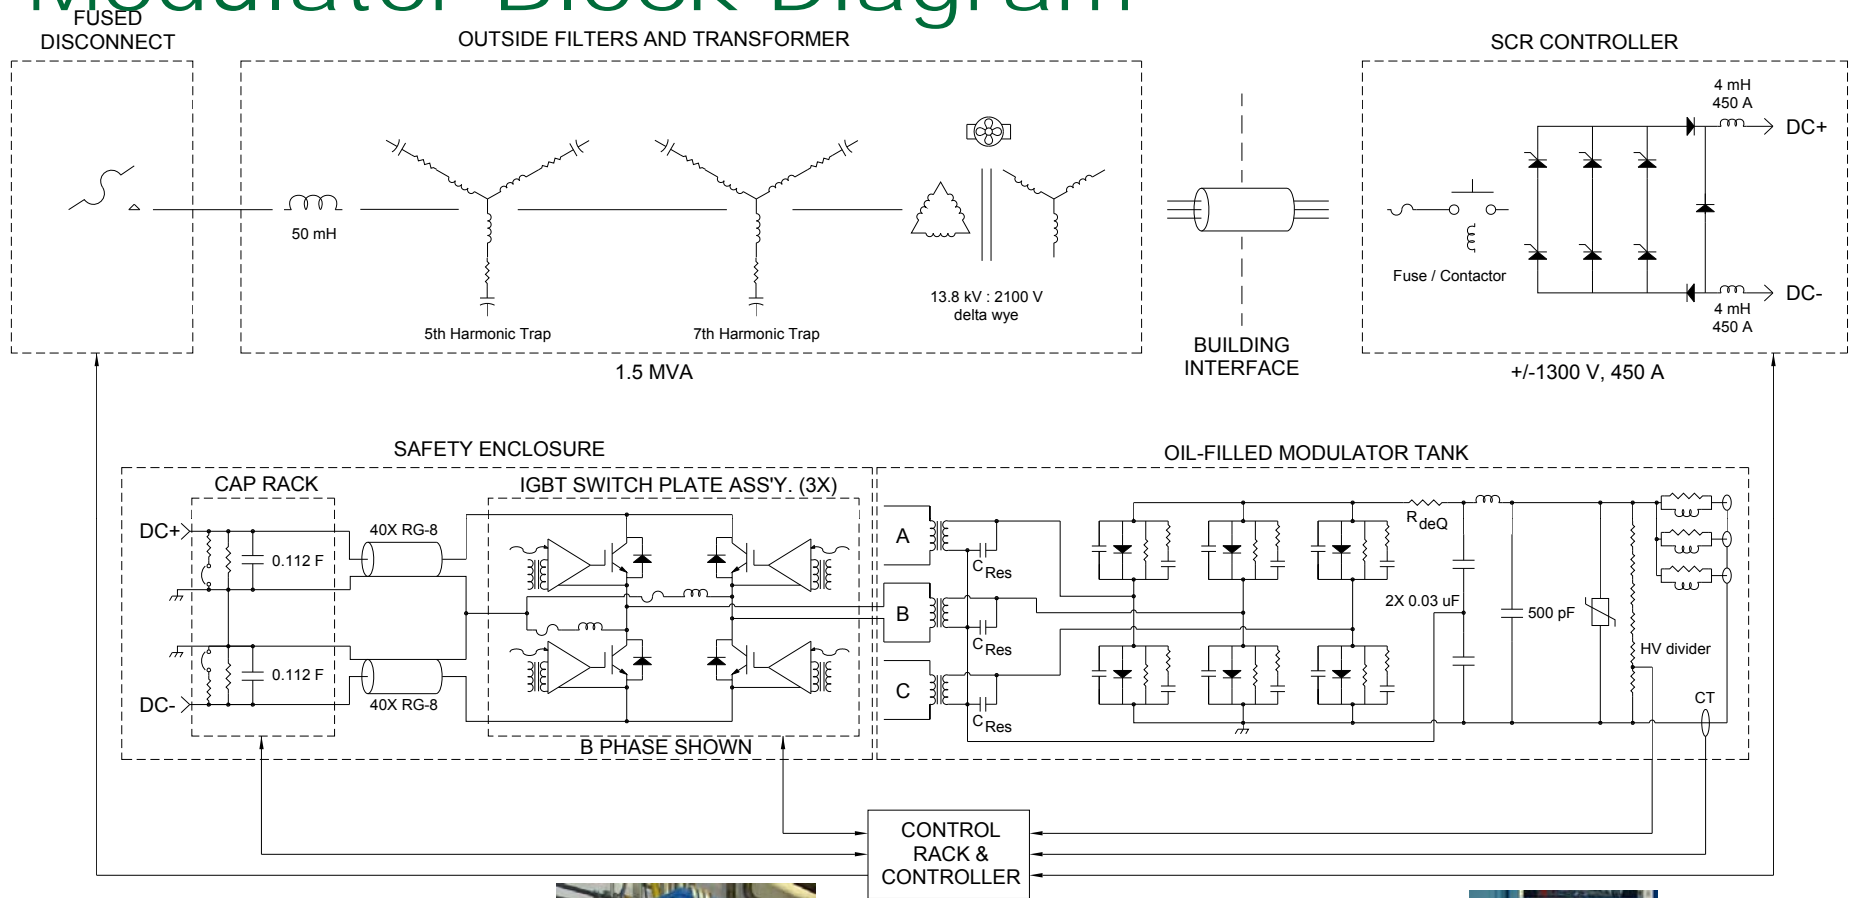 Modulator Block Diagram
FUSED
DISCONNECT
OUTSIDE FILTERS AND TRANSFORMER
SCR CONTROLLER
4 mH
450 A
DC+
50 mH
Fuse / Contactor
DC-
4 mH
450 A
13.8 kV : 2100 V
delta wye
5th Harmonic Trap
7th Harmonic Trap
BUILDING
INTERFACE
1.5 MVA
+/-1300 V, 450 A
SAFETY ENCLOSURE
OIL-FILLED MODULATOR TANK
CAP RACK
IGBT SWITCH PLATE ASS'Y. (3X)
DC+
40X RG-8
0.112 F
A
CRes
RdeQ
B
CRes
2X 0.03 uF
500 pF
HV divider
0.112 F
DC-
40X RG-8
C
CRes
CT
B PHASE SHOWN
CONTROL
RACK &
CONTROLLER